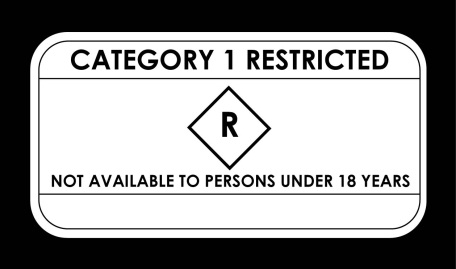 CATEGORY 1 RESTRICTED
R
NOT AVAILABLE TO PERSONS UNDER 18 YEARS